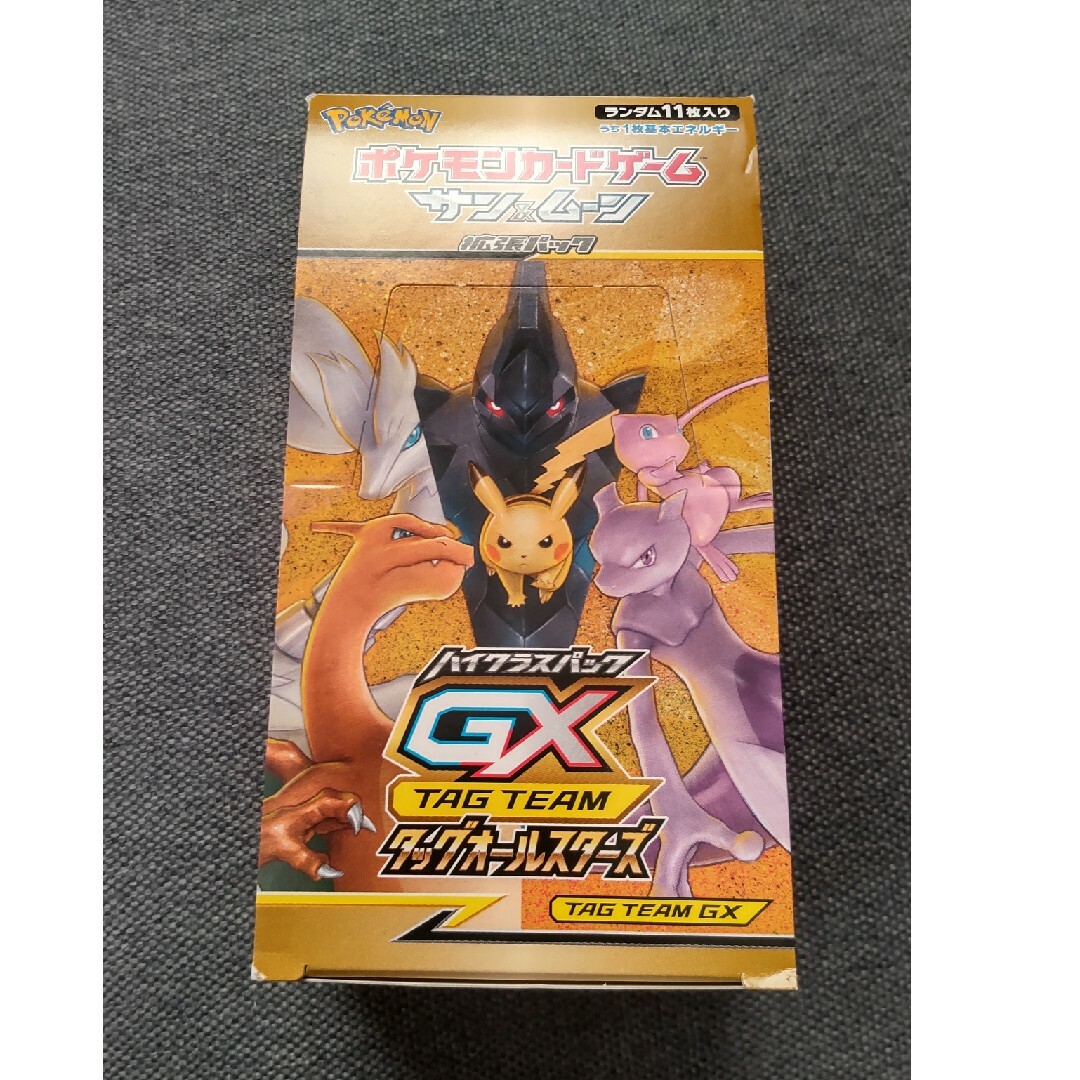 POKéMON
ランダム11枚入り
うち1枚基本エネルギー
ポケモンカードゲーム
サン&ムーン
拡張パック
ハイクラスパック
GX
TAG TEAM
タッグオールスターズ
TAG TEAM GX